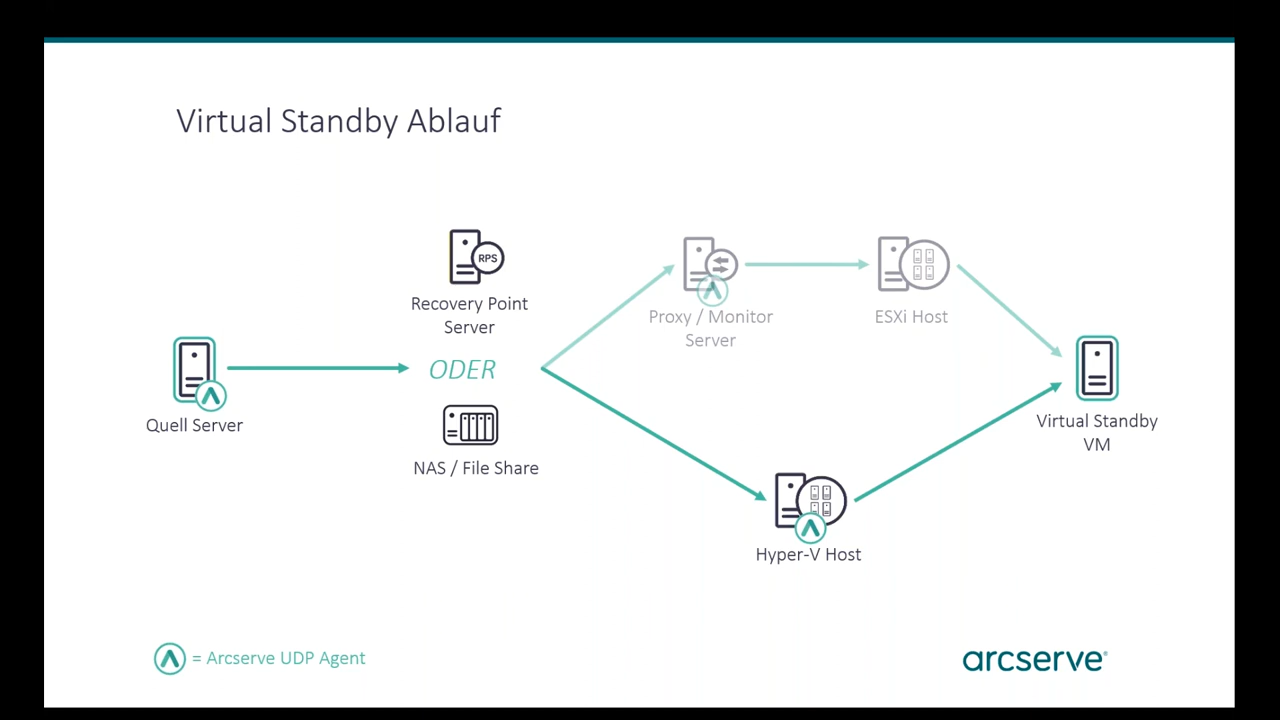 Virtual Standby Ablauf
RPS
Recovery Point
Server
ODER
NAS / File Share
Quell Server
Proxy / Monitor
Server
ESXi Host
Hyper-V Host
Virtual Standby
VM
= Arcserve UDP Agent
arcserve®